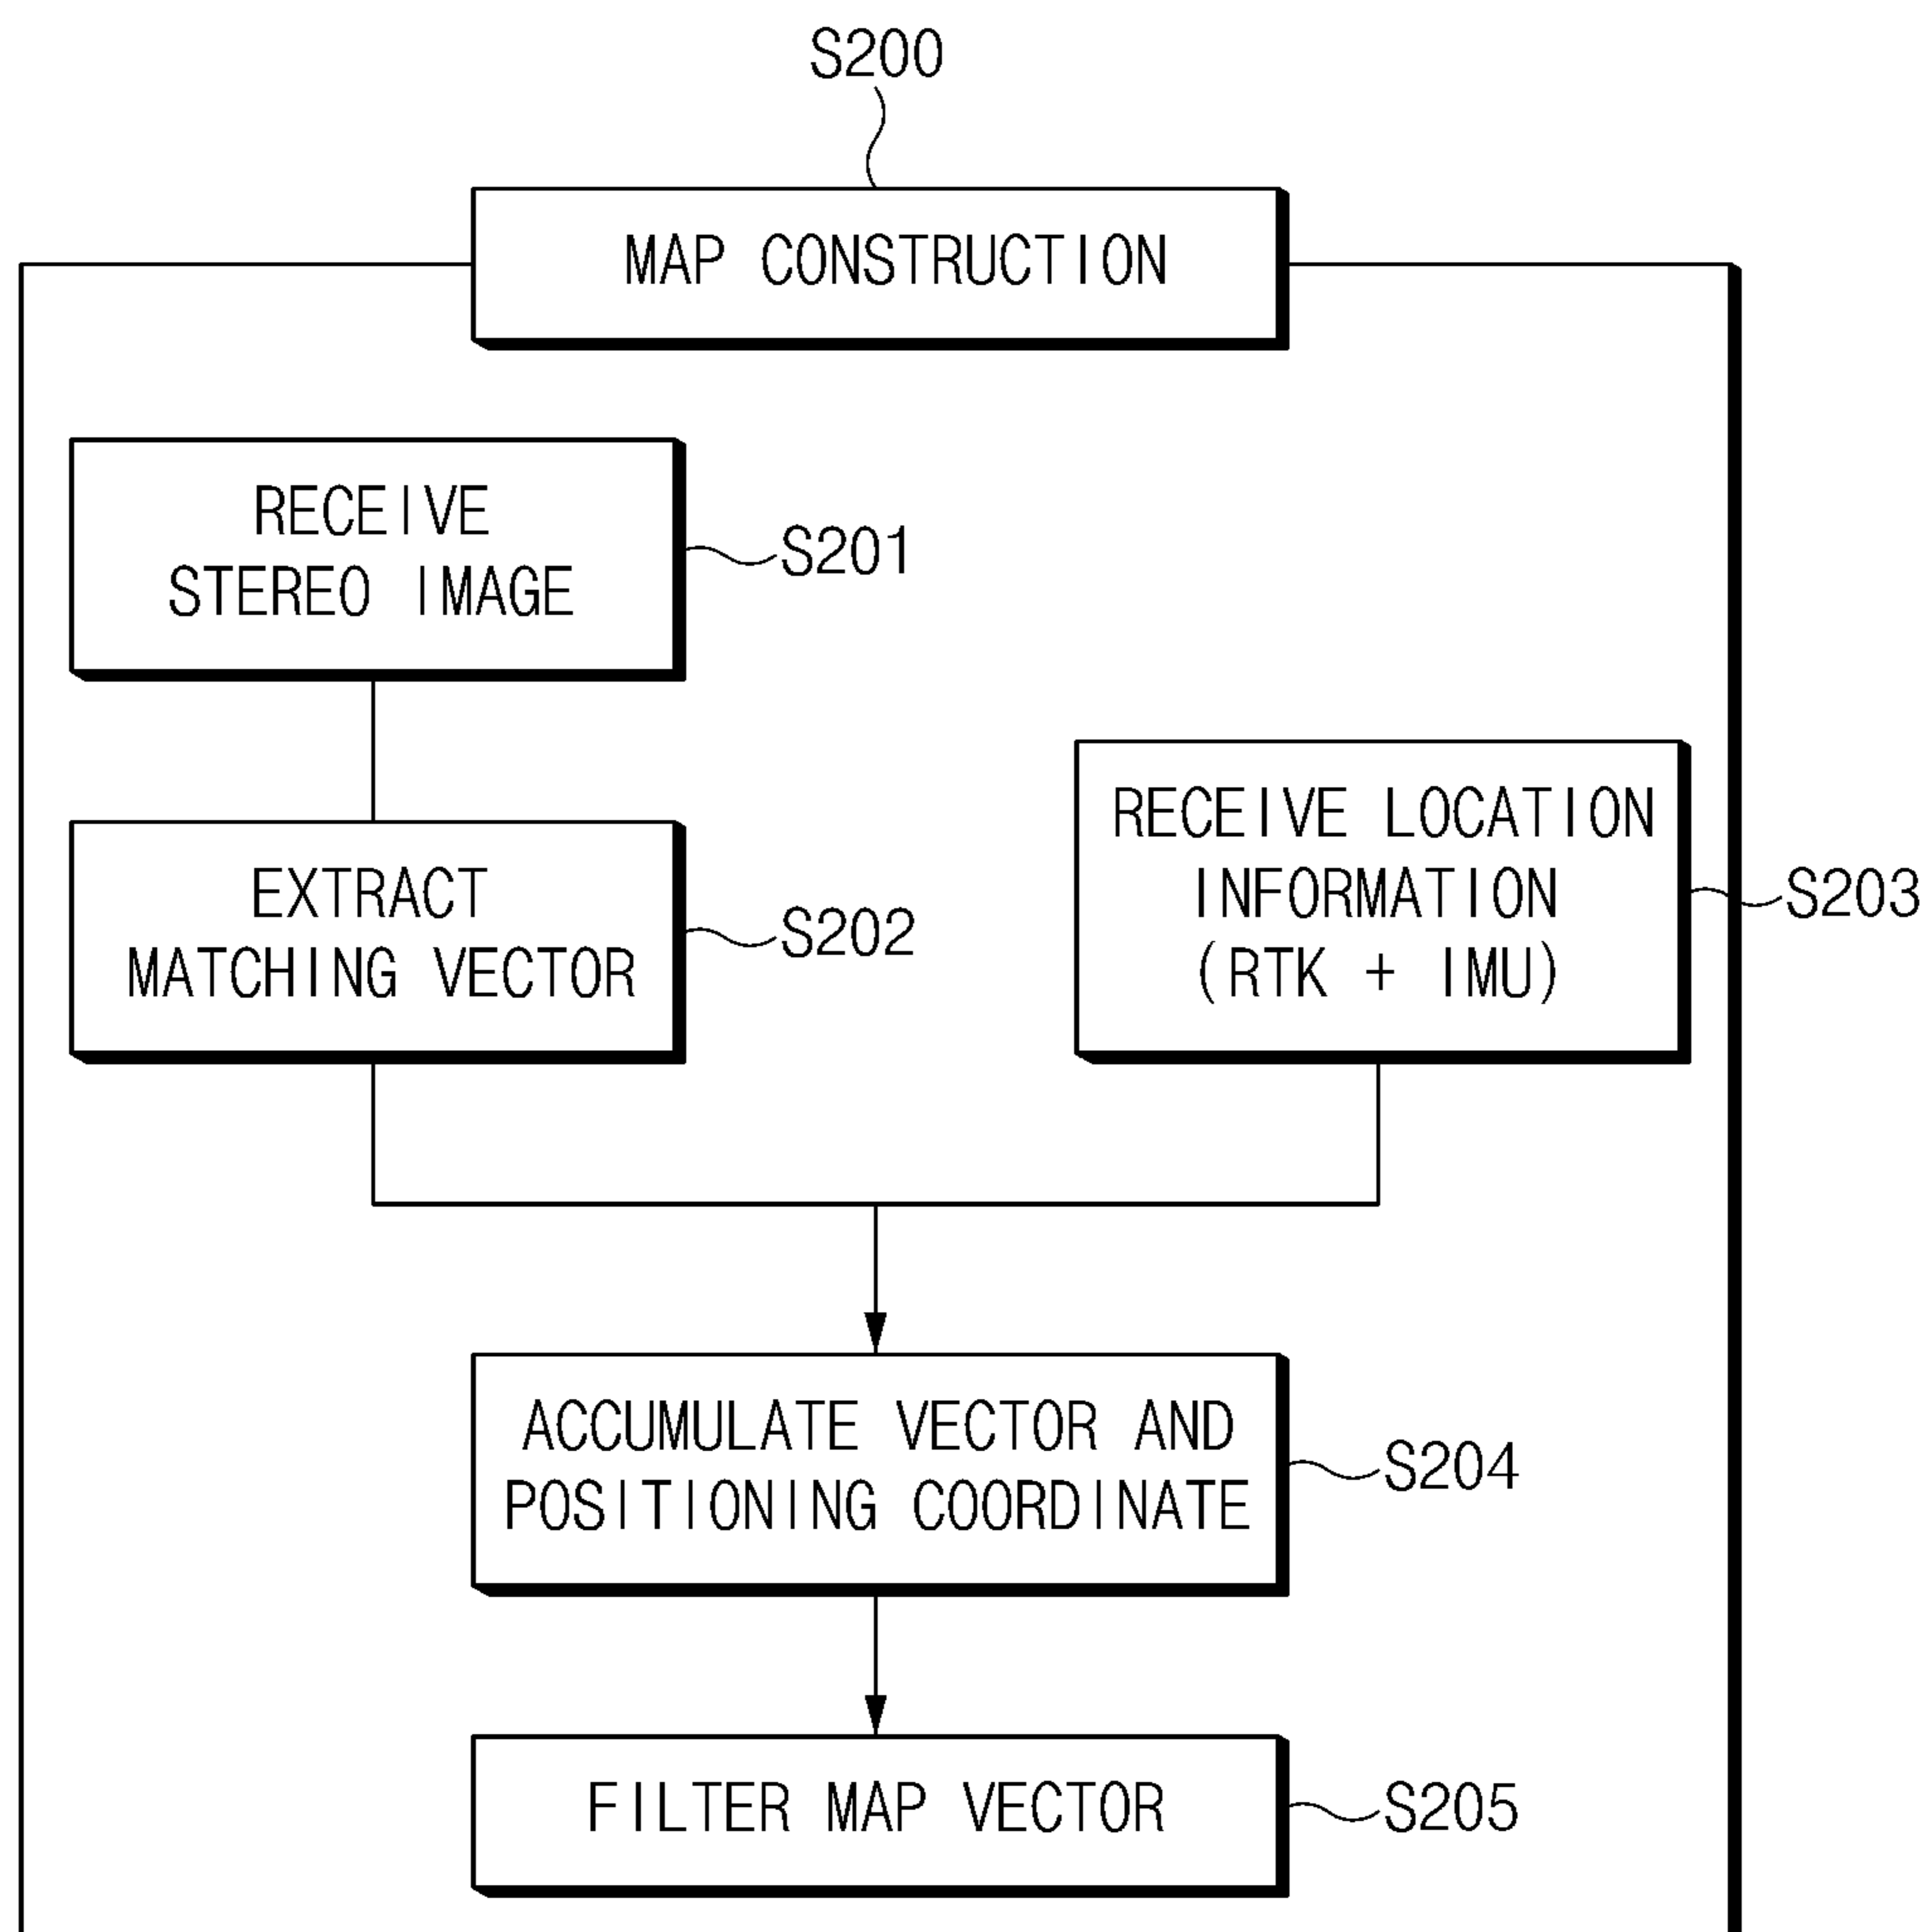 S200
MAP CONSTRUCTION
RECEIVE
STEREO IMAGE
S201
EXTRACT
MATCHING VECTOR
S202
RECEIVE LOCATION
INFORMATION
(RTK + IMU)
S203
ACCUMULATE VECTOR AND
POSITIONING COORDINATE
S204
FILTER MAP VECTOR
S205